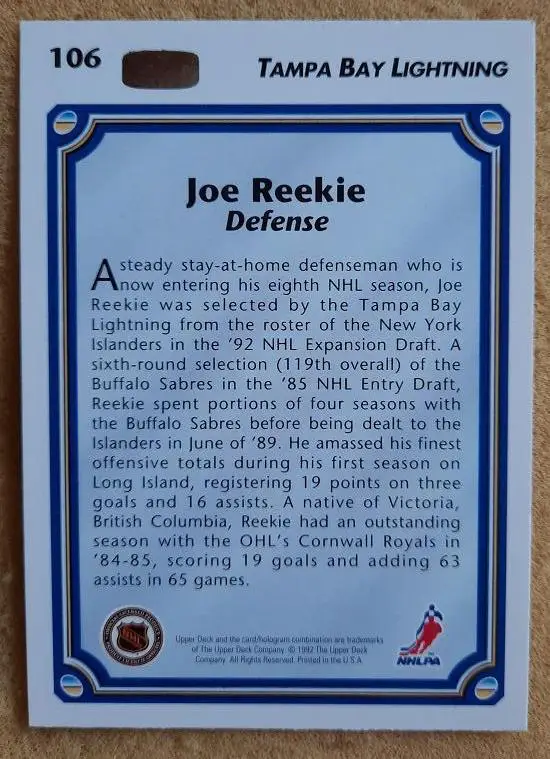 106
TAMPA BAY LIGHTNING
Joe Reekie
Defense
A steady stay-at-home defenseman who is
now entering his eighth NHL season, Joe
Reekie was selected by the Tampa Bay
Lightning from the roster of the New York
Islanders in the '92 NHL Expansion Draft. A
sixth-round selection (119th overall) of the
Buffalo Sabres in the '85 NHL Entry Draft,
Reekie spent portions of four seasons with
the Buffalo Sabres before being dealt to the
Islanders in June of '89. He amassed his finest
offensive totals during his first season on
Long Island, registering 19 points on three
goals and 16 assists. A native of Victoria,
British Columbia, Reekie had an outstanding
season with the OHL's Cornwall Royals in
'84-85, scoring 19 goals and adding 63
assists in 65 games.
Upper Deck and the card/hologram combination are trademarks
of The Upper Deck Company. © 1992 The Upper Deck
Company. All Rights Reserved. Printed in the U.S.A.
NHL
NHLPA